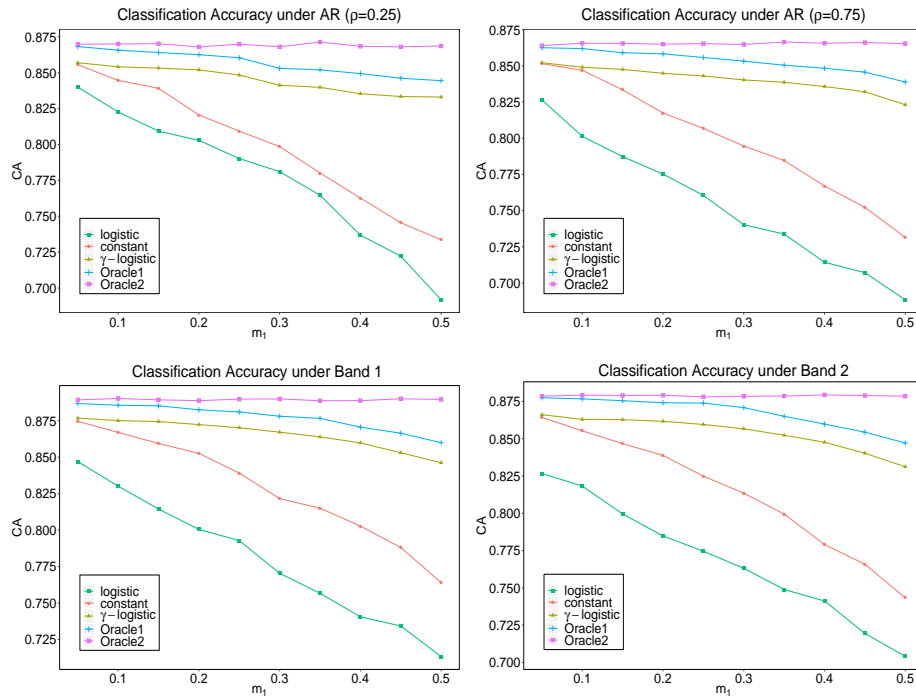 Classification Accuracy under AR (ρ=0.25)
0.875
0.850
0.825
0.800
0.775
0.750
0.725
0.700
CA
logistic
constant
γ−logistic
Oracle1
Oracle2
0.1 0.2 0.3 0.4 0.5
m₁
Classification Accuracy under AR (ρ=0.75)
0.875
0.850
0.825
0.800
0.775
0.750
0.725
0.700
CA
logistic
constant
γ−logistic
Oracle1
Oracle2
0.1 0.2 0.3 0.4 0.5
m₁
Classification Accuracy under Band 1
0.875
0.850
0.825
0.800
0.775
0.750
0.725
CA
logistic
constant
γ−logistic
Oracle1
Oracle2
0.1 0.2 0.3 0.4 0.5
m₁
Classification Accuracy under Band 2
0.875
0.850
0.825
0.800
0.775
0.750
0.725
0.700
CA
logistic
constant
γ−logistic
Oracle1
Oracle2
0.1 0.2 0.3 0.4 0.5
m₁